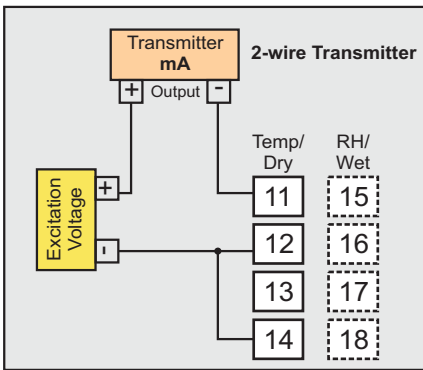 Transmitter
mA
2-wire Transmitter
+ Output -
Temp/
Dry
RH/
Wet
Excitation
Voltage
+
-
11 15
12 16
13 17
14 18